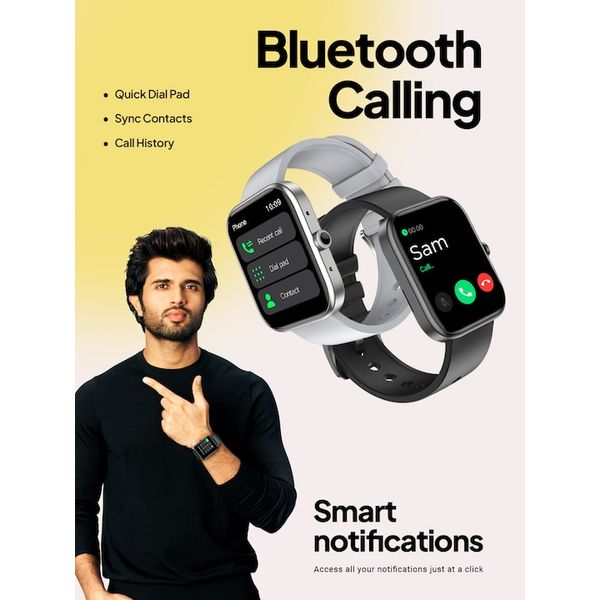 Bluetooth
Calling
• Quick Dial Pad
• Sync Contacts
• Call History
Phone
10:09
Recent call
Dial pad
Contact
00:00
Sam
Call..
Smart
notifications
Access all your notifications just at a click